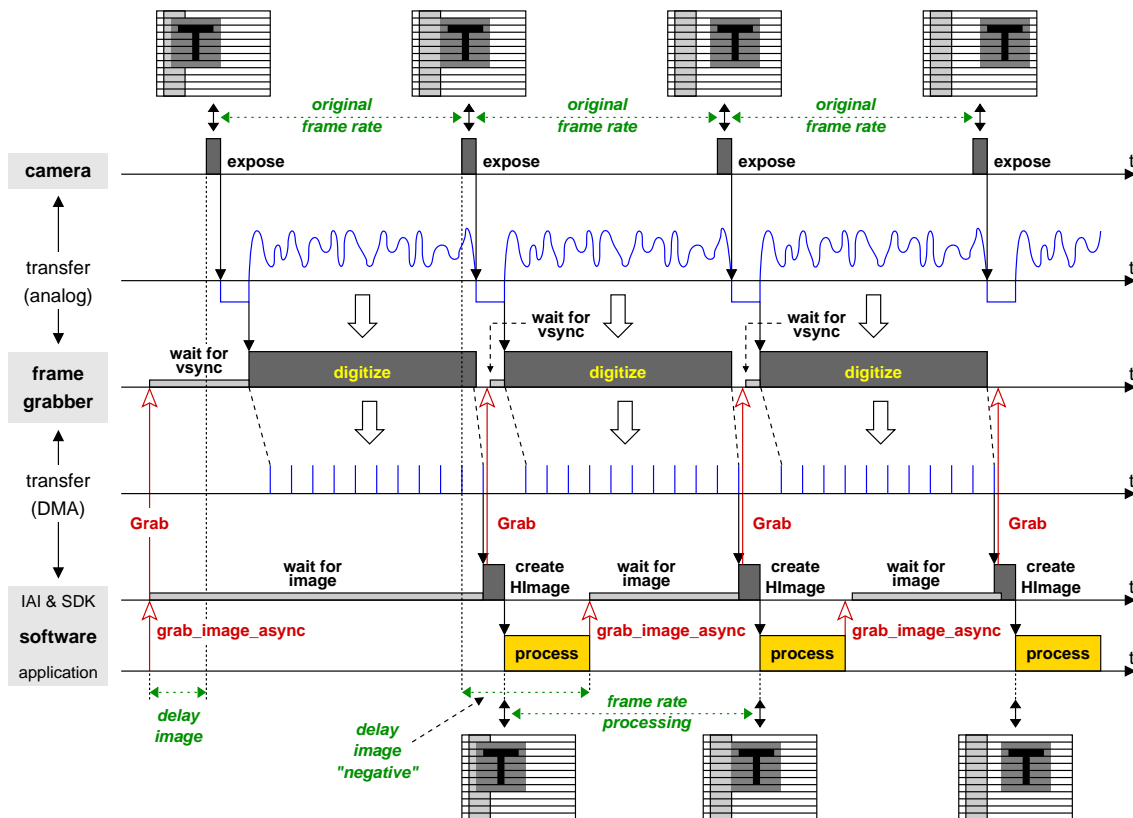 T
T
T
T
original
frame rate
original
frame rate
original
frame rate
expose
expose
expose
expose
camera
t
transfer
(analog)
t
wait for
vsync
wait for
vsync
wait for
vsync
frame
grabber
digitize
digitize
digitize
t
transfer
(DMA)
t
Grab
Grab
Grab
Grab
wait for
image
create
HImage
wait for
image
create
HImage
wait for
image
create
HImage
IAI & SDK
t
software
application
grab_image_async
grab_image_async
grab_image_async
process
process
process
t
delay
image
delay
image
"negative"
frame rate
processing
T
T
T